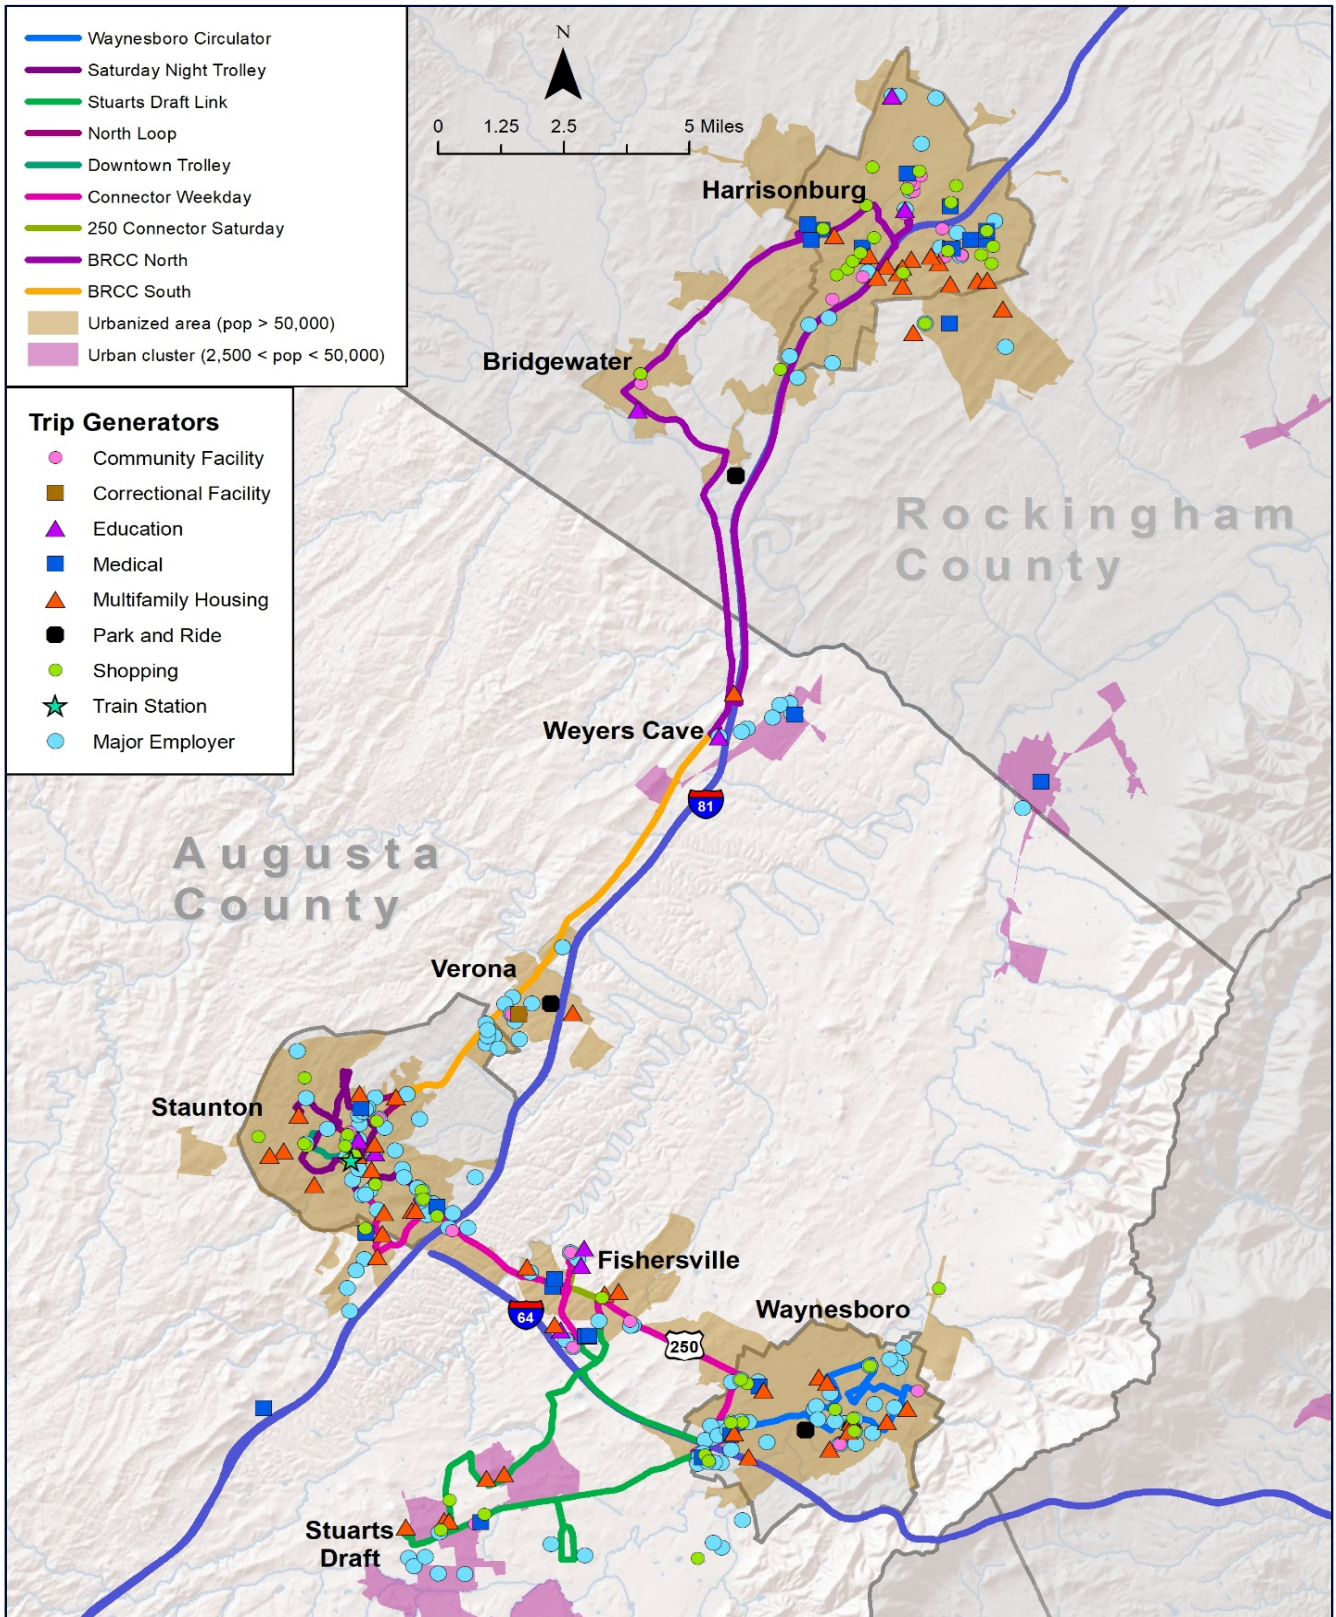 Waynesboro Circulator
Saturday Night Trolley
Stuarts Draft Link
North Loop
Downtown Trolley
Connector Weekday
250 Connector Saturday
BRCC North
BRCC South
Urbanized area (pop > 50,000)
Urban cluster (2,500 < pop < 50,000)
Trip Generators
Community Facility
Correctional Facility
Education
Medical
Multifamily Housing
Park and Ride
Shopping
Train Station
Major Employer
N
0 1.25 2.5 5 Miles
Harrisonburg
Bridgewater
Rockingham
County
Weyers Cave
81
Augusta
County
Verona
Staunton
Fishersville
64
250
Waynesboro
Stuarts
Draft